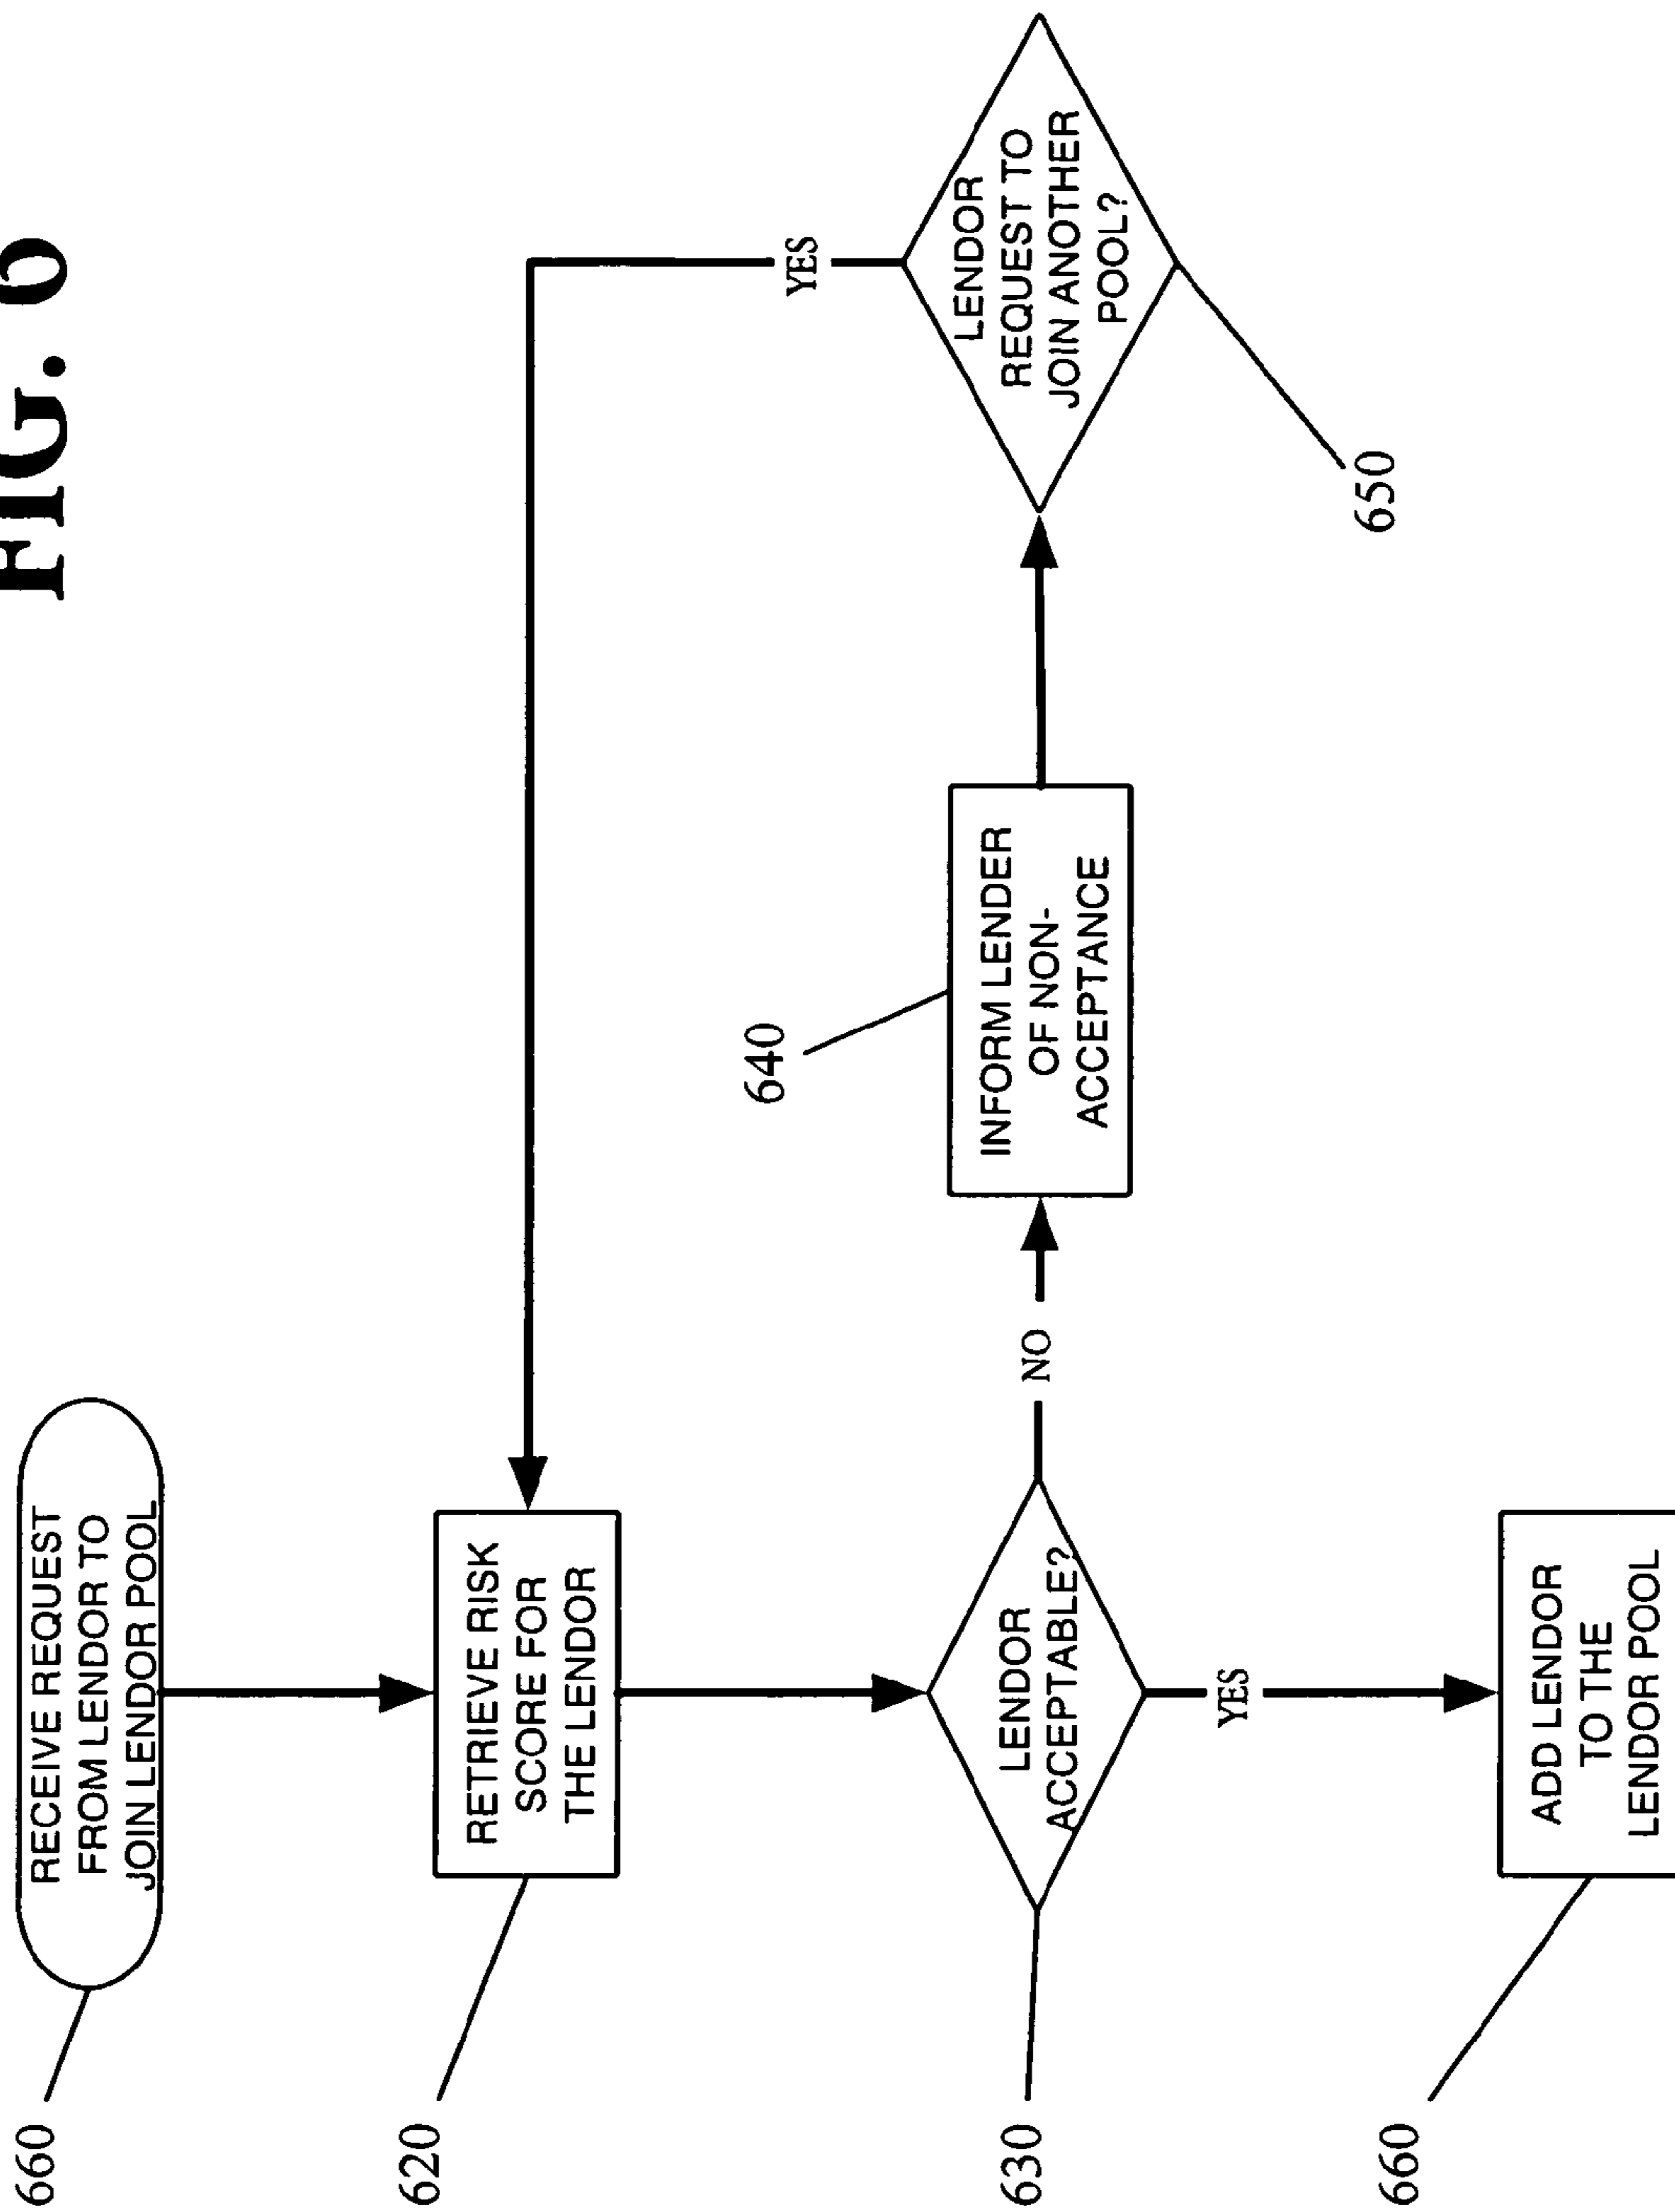 FIG. 6
660
RECEIVE REQUEST
FROM LENDOR TO
JOIN LENDOR POOL
620
RETRIEVE RISK
SCORE FOR
THE LENDOR
630
LENDOR
ACCEPTABLE?
NO
640
INFORM LENDER
OF NON-
ACCEPTANCE
650
LENDOR
REQUEST TO
JOIN ANOTHER
POOL?
YES
YES
660
ADD LENDOR
TO THE
LENDOR POOL